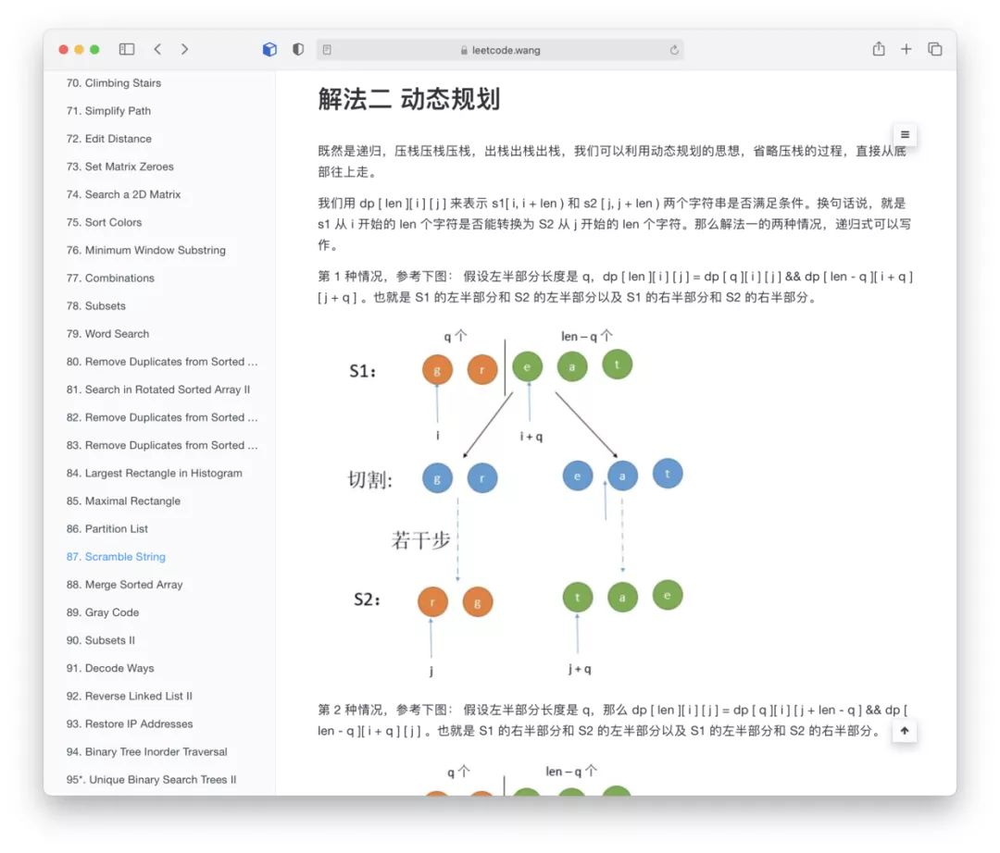 leetcode.wang
70. Climbing Stairs
71. Simplify Path
72. Edit Distance
73. Set Matrix Zeroes
74. Search a 2D Matrix
75. Sort Colors
76. Minimum Window Substring
77. Combinations
78. Subsets
79. Word Search
80. Remove Duplicates from Sorted ...
81. Search in Rotated Sorted Array II
82. Remove Duplicates from Sorted ...
83. Remove Duplicates from Sorted ...
84. Largest Rectangle in Histogram
85. Maximal Rectangle
86. Partition List
87. Scramble String
88. Merge Sorted Array
89. Gray Code
90. Subsets II
91. Decode Ways
92. Reverse Linked List II
93. Restore IP Addresses
94. Binary Tree Inorder Traversal
95*. Unique Binary Search Trees II
解法二 动态规划
既然是递归，压栈压栈压栈，出栈出栈出栈，我们可以利用动态规划的思想，省略压栈的过程，直接从底
部往上走。
我们用 dp [ len ][ i ] [ j ] 来表示 s1[ i, i + len ) 和 s2 [ j, j + len ) 两个字符串是否满足条件。换句话说，就是
s1 从 i 开始的 len 个字符是否能转换为 S2 从 j 开始的 len 个字符。那么解法一的两种情况，递归式可以写
作。
第 1 种情况，参考下图： 假设左半部分长度是 q，dp [ len ][ i ] [ j ] = dp [ q ][ i ] [ j ] && dp [ len - q ][ i + q ]
[ j + q ] 。也就是 S1 的左半部分和 S2 的左半部分以及 S1 的右半部分和 S2 的右半部分。
q 个 len – q 个
S1: g r e a t
i i + q
切割: g r e a t
若干步
S2: r g t a e
j j + q
第 2 种情况，参考下图： 假设左半部分长度是 q，那么 dp [ len ][ i ] [ j ] = dp [ q ][ i ] [ j + len - q ] && dp [
len - q ][ i + q ] [ j ] 。也就是 S1 的右半部分和 S2 的左半部分以及 S1 的左半部分和 S2 的右半部分。
q 个 len – q 个